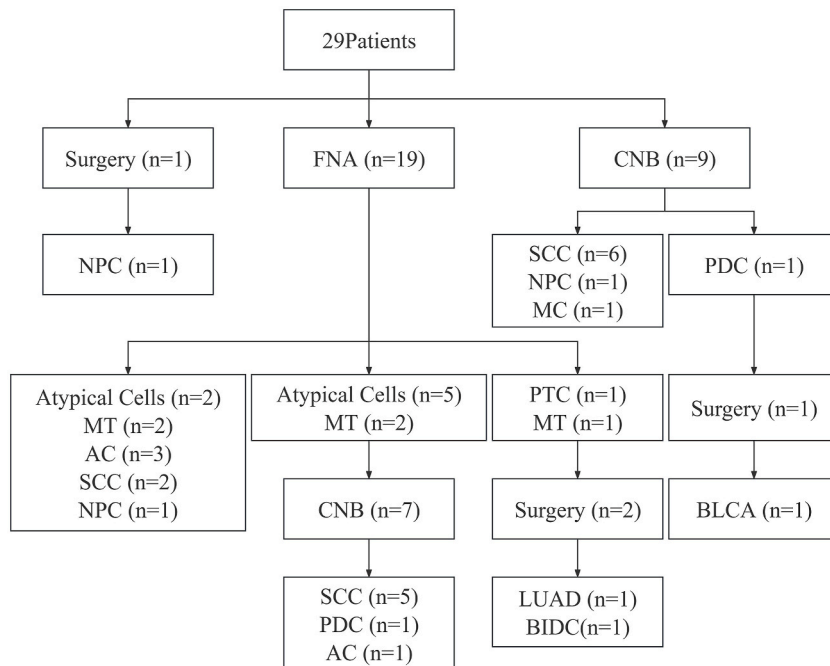 29Patients
Surgery (n=1)
FNA (n=19)
CNB (n=9)
NPC (n=1)
SCC (n=6)
NPC (n=1)
MC (n=1)
PDC (n=1)
Atypical Cells (n=2)
MT (n=2)
AC (n=3)
SCC (n=2)
NPC (n=1)
Atypical Cells (n=5)
MT (n=2)
PTC (n=1)
MT (n=1)
Surgery (n=1)
CNB (n=7)
Surgery (n=2)
BLCA (n=1)
SCC (n=5)
PDC (n=1)
AC (n=1)
LUAD (n=1)
BIDC(n=1)